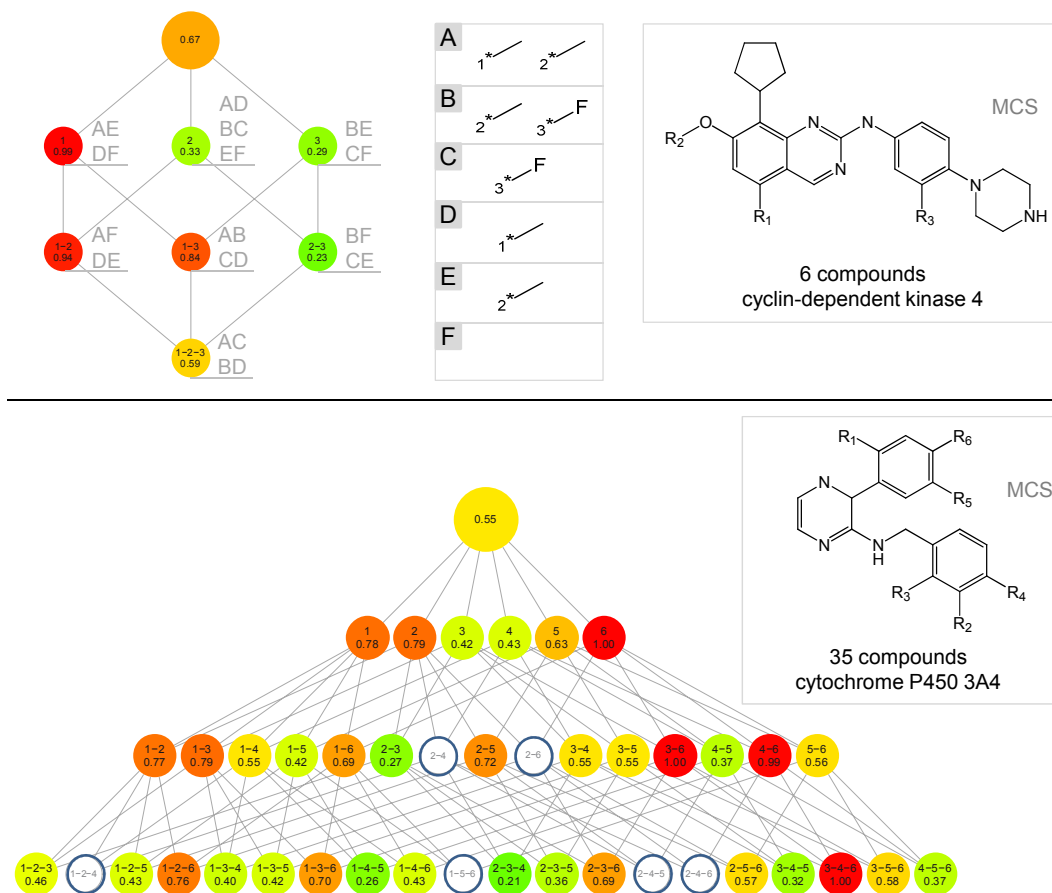 0.67
1
0.99
AE
DF
2
0.33
AD
BC
EF
3
0.29
BE
CF
1-2
0.94
AF
DE
1-3
0.84
AB
CD
2-3
0.23
BF
CE
1-2-3
0.59
AC
BD
A
1* 2*
B
2* 3* F
C
3* F
D
1*
E
2*
F
MCS
O
R2
N
N
N
H
N
NH
R1
R3
6 compounds
cyclin-dependent kinase 4
MCS
R1
R6
R5
N
N
N
H
R3
R4
R2
35 compounds
cytochrome P450 3A4
0.55
1
0.78
2
0.79
3
0.42
4
0.43
5
0.63
6
1.00
1-2
0.77
1-3
0.79
1-4
0.55
1-5
0.42
1-6
0.69
2-3
0.27
2-4
2-5
0.72
2-6
3-4
0.55
3-5
0.55
3-6
1.00
4-5
0.37
4-6
0.99
5-6
0.56
1-2-3
0.46
1-2-4
1-2-5
0.43
1-2-6
0.76
1-3-4
0.40
1-3-5
0.42
1-3-6
0.70
1-4-5
0.26
1-4-6
0.43
1-5-6
2-3-4
0.21
2-3-5
0.36
2-3-6
0.69
2-4-5
2-4-6
2-5-6
0.57
3-4-5
0.32
3-4-6
1.00
3-5-6
0.58
4-5-6
0.37